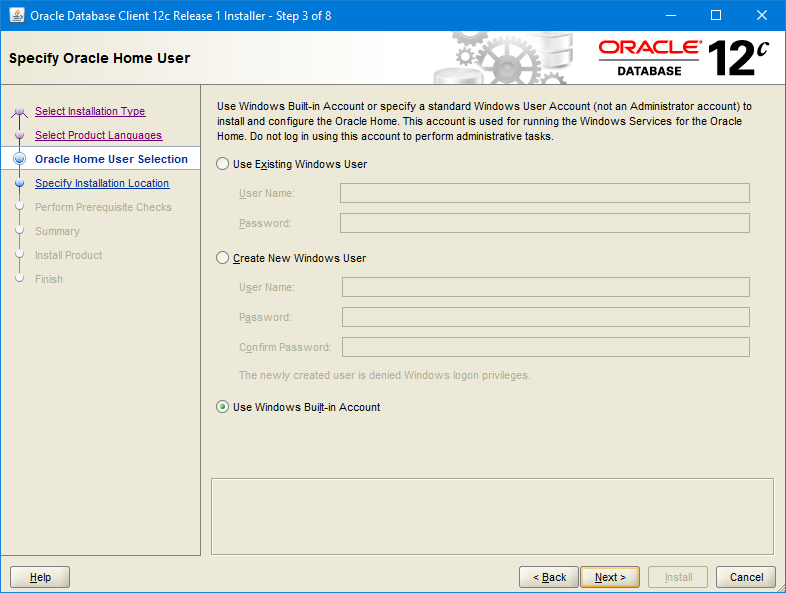 Oracle Database Client 12c Release 1 Installer - Step 3 of 8
Specify Oracle Home User
ORACLE®
DATABASE
12c
Select Installation Type
Select Product Languages
Oracle Home User Selection
Specify Installation Location
Perform Prerequisite Checks
Summary
Install Product
Finish
Use Windows Built-in Account or specify a standard Windows User Account (not an Administrator account) to
install and configure the Oracle Home. This account is used for running the Windows Services for the Oracle
Home. Do not log in using this account to perform administrative tasks.
Use Existing Windows User
User Name:
Password:
Create New Windows User
User Name:
Password:
Confirm Password:
The newly created user is denied Windows logon privileges.
Use Windows Built-in Account
Help
< Back
Next >
Install
Cancel